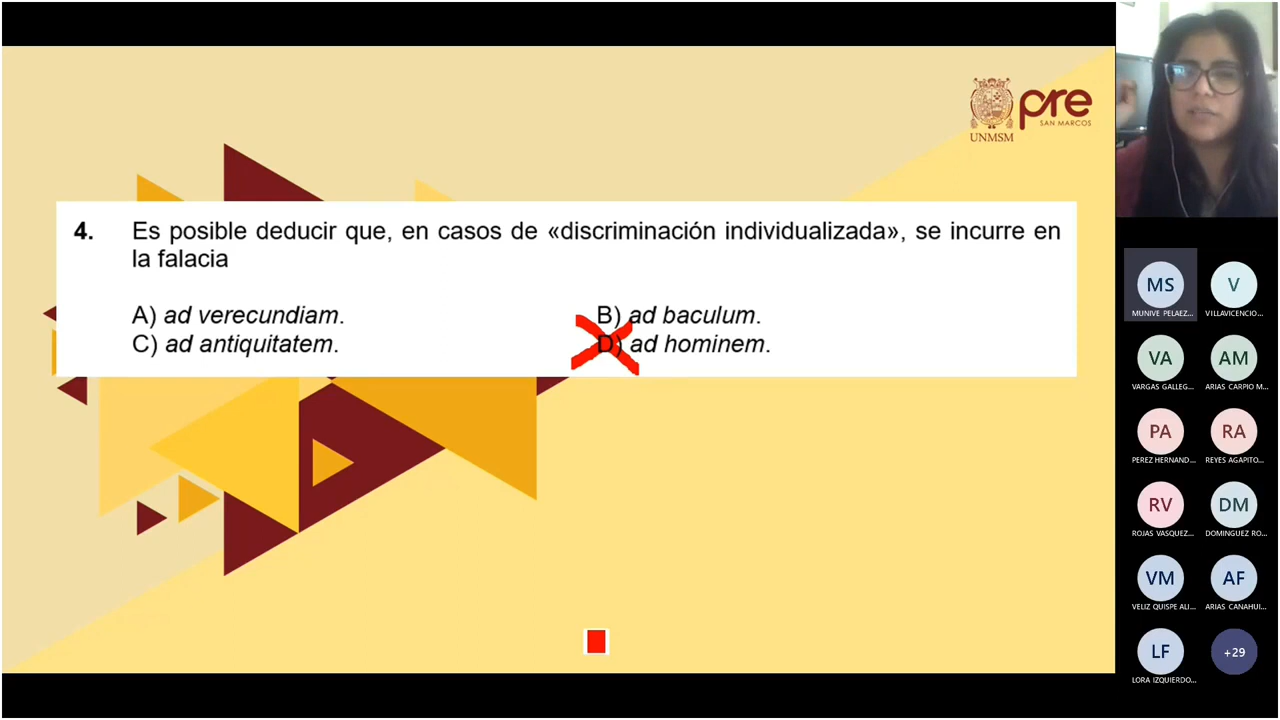 pre
SAN MARCOS
UNMSM
4. Es posible deducir que, en casos de «discriminación individualizada», se incurre en
la falacia
A) ad verecundiam. B) ad baculum.
C) ad antiquitatem. D) ad hominem.
MS V
MUNIVE PELAEZ... VILLAVICENCIO...
VA AM
VARGAS GALLEG... ARIAS CARPIO M...
PA RA
PEREZ HERNAND... REYES AGAPITO...
RV DM
ROJAS VASQUEZ... DOMINGUEZ RO...
VM AF
VELIZ QUISPE ALI... ARIAS CANAHUI...
LF +29
LORA IZQUIERDO...